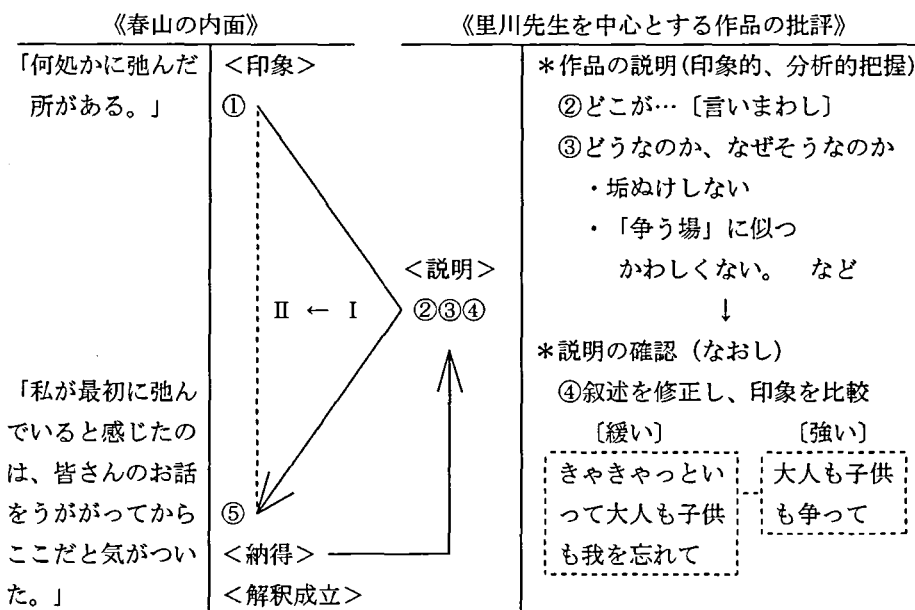 《春山の内面》
《里川先生を中心とする作品の批評》
「何処かに弛んだ
所がある。」
<印象>
①
*作品の説明(印象的、分析的把握)
②どこが…〔言いまわし〕
③どうなのか、なぜそうなのか
・垢ぬけしない
・「争う場」に似つ
かわしくない。 など
↓
<説明>
②③④
Ⅱ ← Ⅰ
*説明の確認(なおし)
④叙述を修正し、印象を比較
〔緩い〕
〔強い〕
きゃきゃっとい
って大人も子供
も我を忘れて
大人も子供
も争って
「私が最初に弛ん
でいると感じたの
は、皆さんのお話
をうががってから
ここだと気がつい
た。」
⑤
<納得>
<解釈成立>